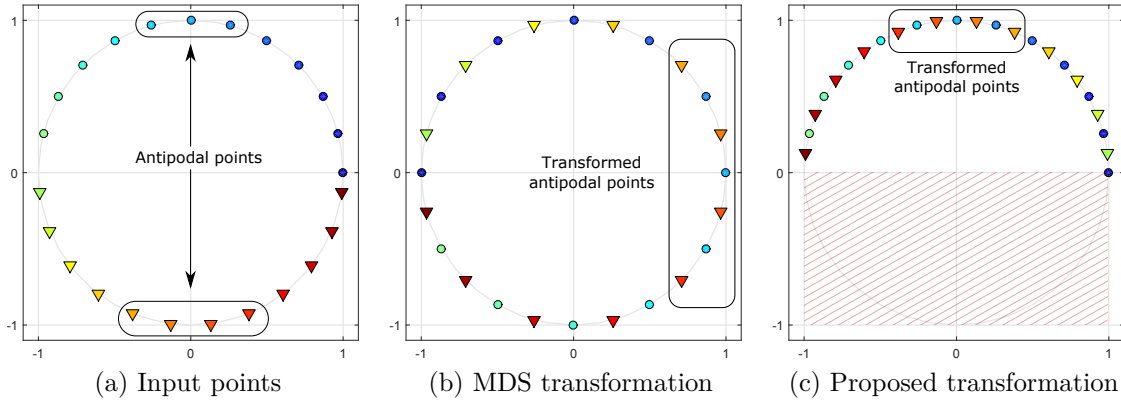 1
0
-1
-1
0
1
Antipodal points
(a) Input points
1
0
-1
-1
0
1
Transformed
antipodal points
(b) MDS transformation
1
0
-1
-1
0
1
Transformed
antipodal points
(c) Proposed transformation